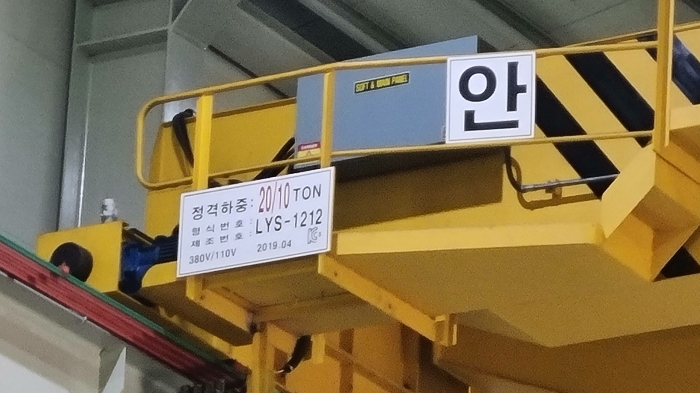 SOFT & MAIN PANEL
안
정격하중: 20/10 TON
형식번호 :
제조번호 : LYS-1212
380V/110V 2019.04